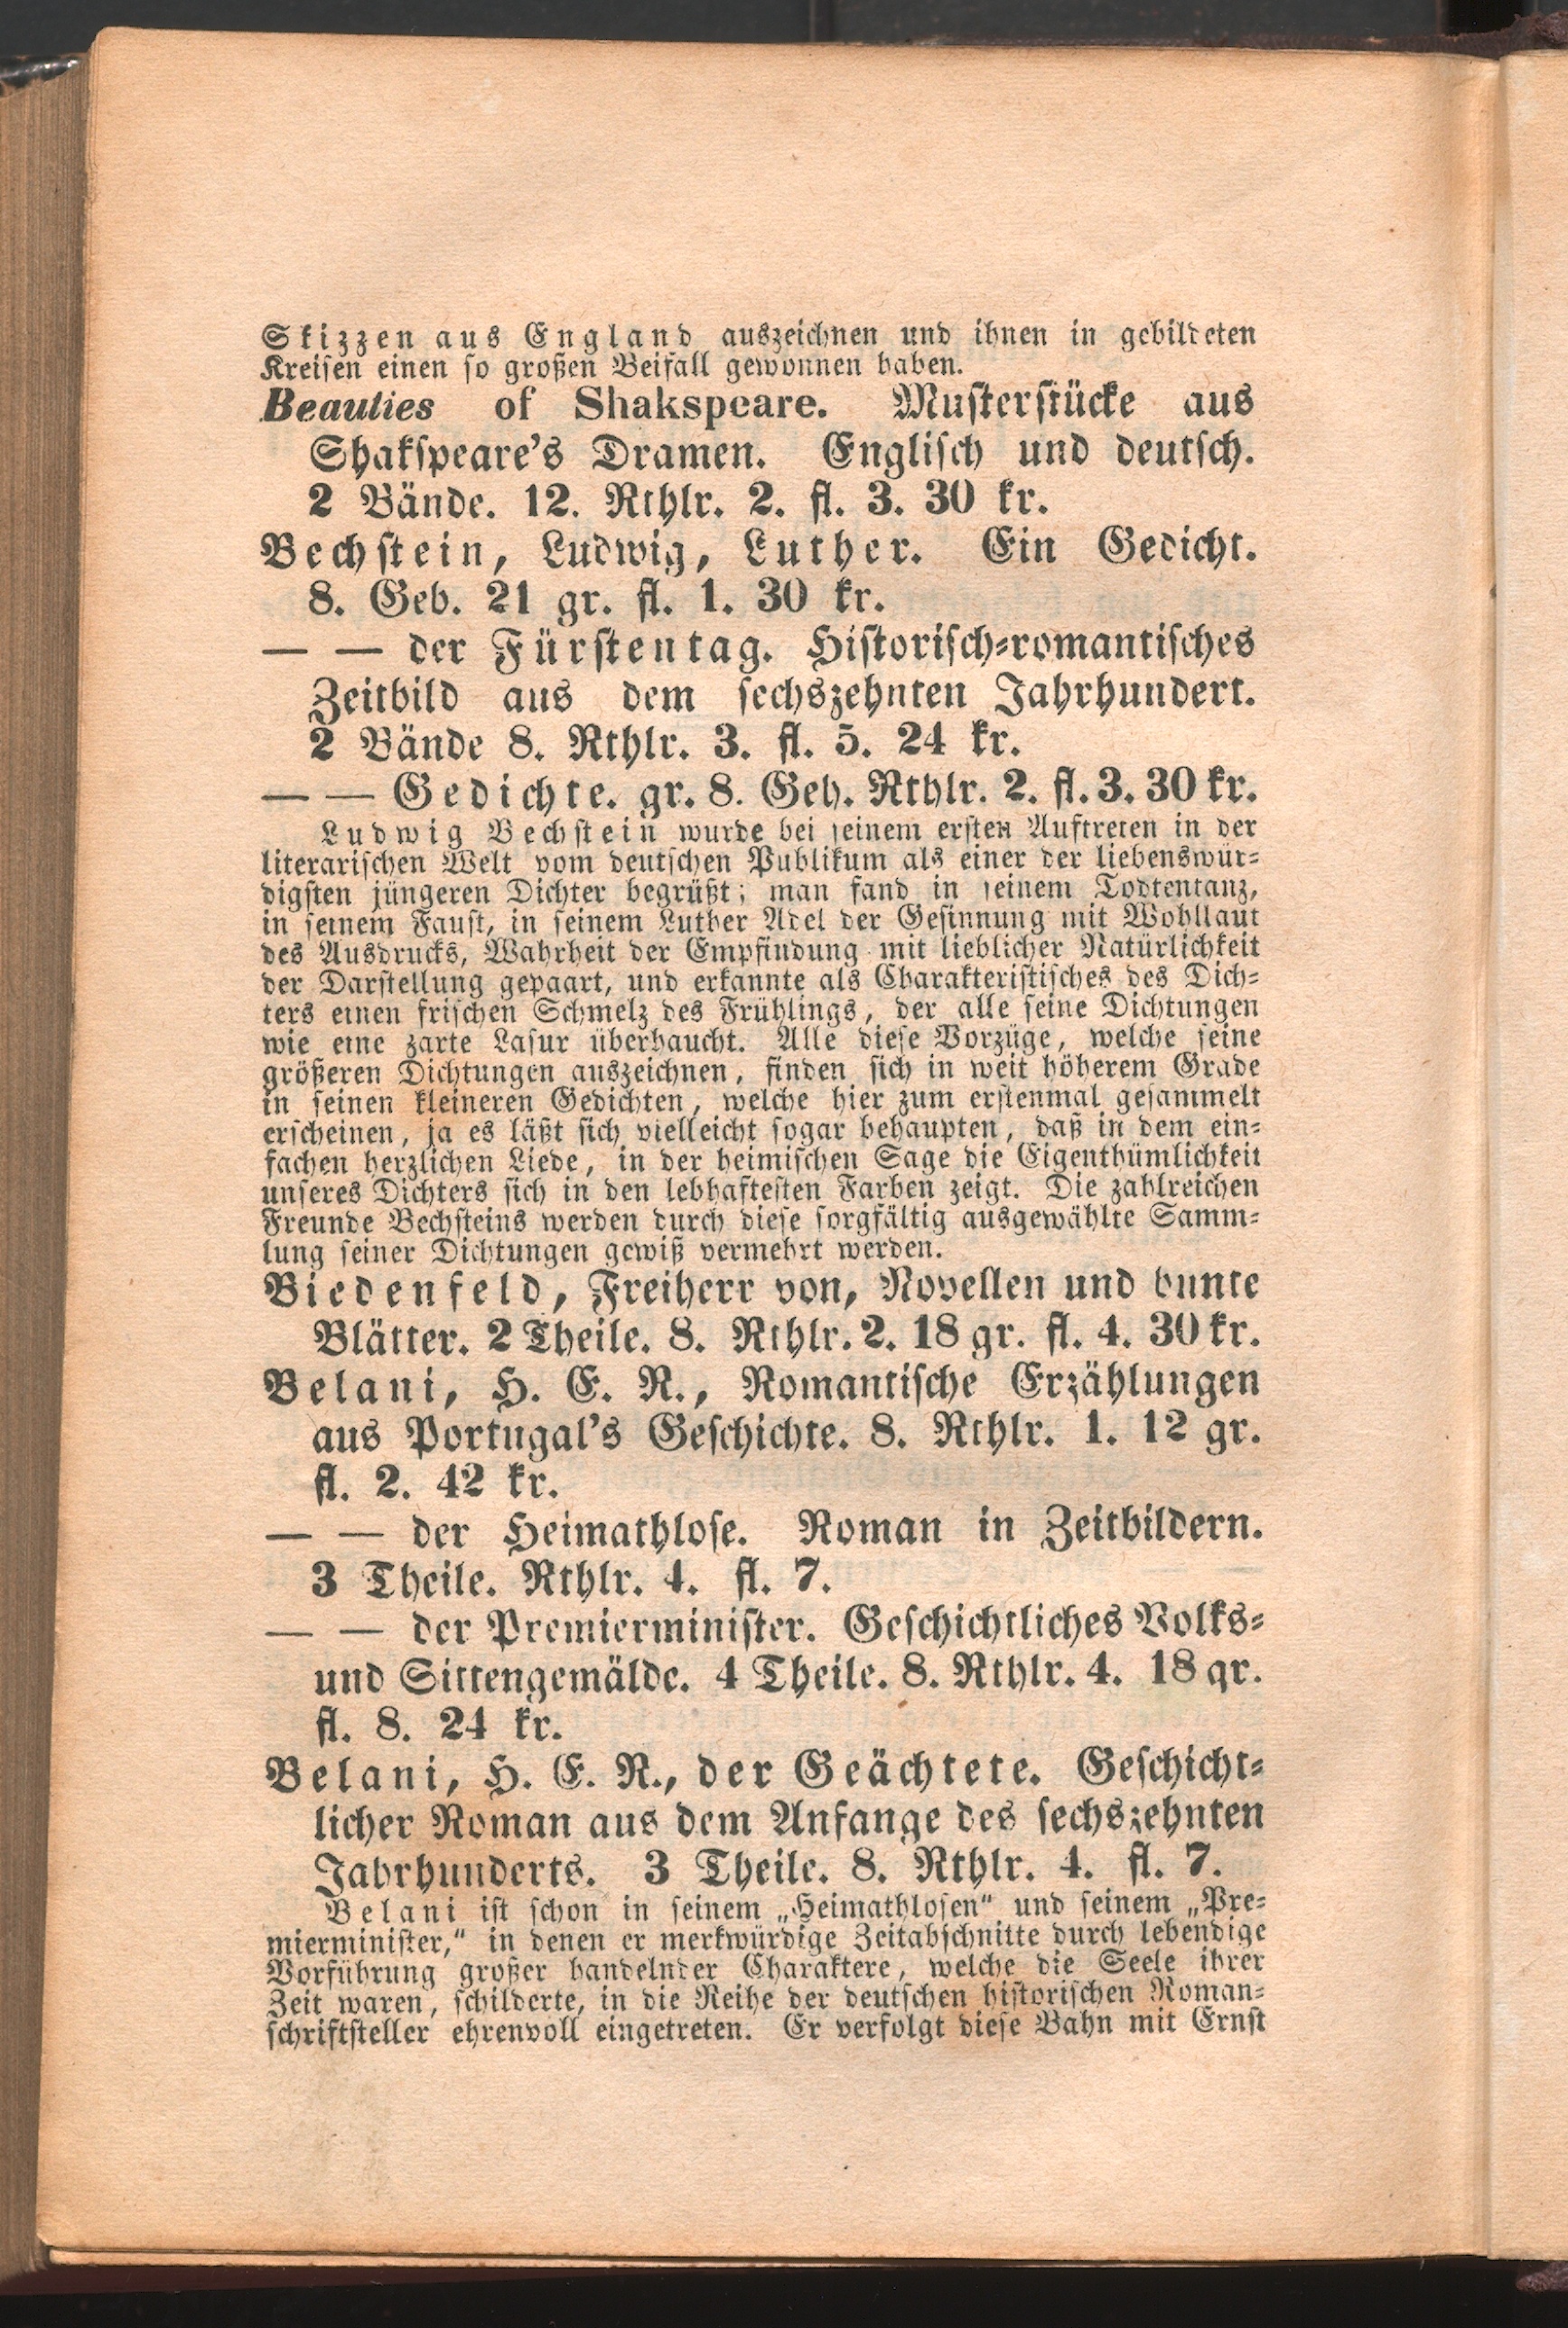 Skizzen aus England auszeichnen und ihnen in gebildeten
Kreisen einen so großen Beifall gewonnen haben.
Beauties of Shakspeare. Musterstücke aus
Shakspeare's Dramen. Englisch und deutsch.
2 Bände. 12. Rthlr. 2. fl. 3. 30 kr.
Bechstein, Ludwig, Luther. Ein Gedicht.
8. Geb. 21 gr. fl. 1. 30 kr.
— — der Fürstentag. Historisch-romantisches
Zeitbild aus dem sechszehnten Jahrhundert.
2 Bände 8. Rthlr. 3. fl. 5. 24 kr.
— — Gedichte. gr. 8. Geh. Rthlr. 2. fl. 3. 30 kr.
Ludwig Bechstein wurde bei seinem ersten Auftreten in der
literarischen Welt vom deutschen Publikum als einer der liebenswür-
digsten jüngeren Dichter begrüßt; man fand in seinem Todtentanz,
in seinem Faust, in seinem Luther Adel der Gesinnung mit Wohllaut
des Ausdrucks, Wahrheit der Empfindung mit lieblicher Natürlichkeit
der Darstellung gepaart, und erkannte als Charakteristisches des Dich-
ters einen frischen Schmelz des Frühlings, der alle seine Dichtungen
wie eine zarte Lasur überhaucht. Alle diese Vorzüge, welche seine
größeren Dichtungen auszeichnen, finden sich in weit höherem Grade
in seinen kleineren Gedichten, welche hier zum erstenmal gesammelt
erscheinen, ja es läßt sich vielleicht sogar behaupten, daß in dem ein-
fachen herzlichen Liede, in der heimischen Sage die Eigenthümlichkeit
unseres Dichters sich in den lebhaftesten Farben zeigt. Die zahlreichen
Freunde Bechsteins werden durch diese sorgfältig ausgewählte Samm-
lung seiner Dichtungen gewiß vermehrt werden.
Biedenfeld, Freiherr von, Novellen und bunte
Blätter. 2 Theile. 8. Rthlr. 2. 18 gr. fl. 4. 30 kr.
Belani, H. E. R., Romantische Erzählungen
aus Portugal's Geschichte. 8. Rthlr. 1. 12 gr.
fl. 2. 42 kr.
— — der Heimathlose. Roman in Zeitbildern.
3 Theile. Rthlr. 4. fl. 7.
— — der Premierminister. Geschichtliches Volks-
und Sittengemälde. 4 Theile. 8. Rthlr. 4. 18 gr.
fl. 8. 24 kr.
Belani, H. E. R., der Geächtete. Geschicht-
licher Roman aus dem Anfange des sechszehnten
Jahrhunderts. 3 Theile. 8. Rthlr. 4. fl. 7.
Belani ist schon in seinem „Heimathlosen“ und seinem „Pre-
mierminister,“ in denen er merkwürdige Zeitabschnitte durch lebendige
Vorführung großer handelnder Charaktere, welche die Seele ihrer
Zeit waren, schilderte, in die Reihe der deutschen historischen Roman-
schriftsteller ehrenvoll eingetreten. Er verfolgt diese Bahn mit Ernst